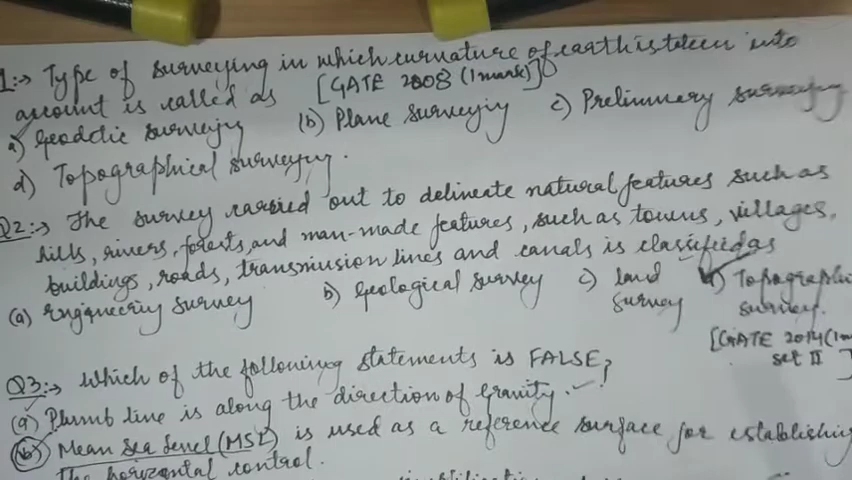 1:→ Type of surveying in which curvature of earth is taken into
account is called as [GATE 2008 (1 mark)]
a) Geodetic surveying (b) Plane surveying c) Prelimnary surveying
d) Topographical surveying.
Q2:→ The survey carried out to delineate natural features such as
hills, rivers, forests, and man-made features, such as towns, villages,
buildings, roads, transmission lines and canals is classified as
(a) Engineering survey b) Geological survey c) land survey d) Topographic survey.
[GATE 2014 (1m
set II]
Q3:→ Which of the following statements is FALSE?
(a) Plumb line is along the direction of Gravity.
(b) Mean Sea Level (MSL) is used as a reference surface for establishing
the horizontal control.